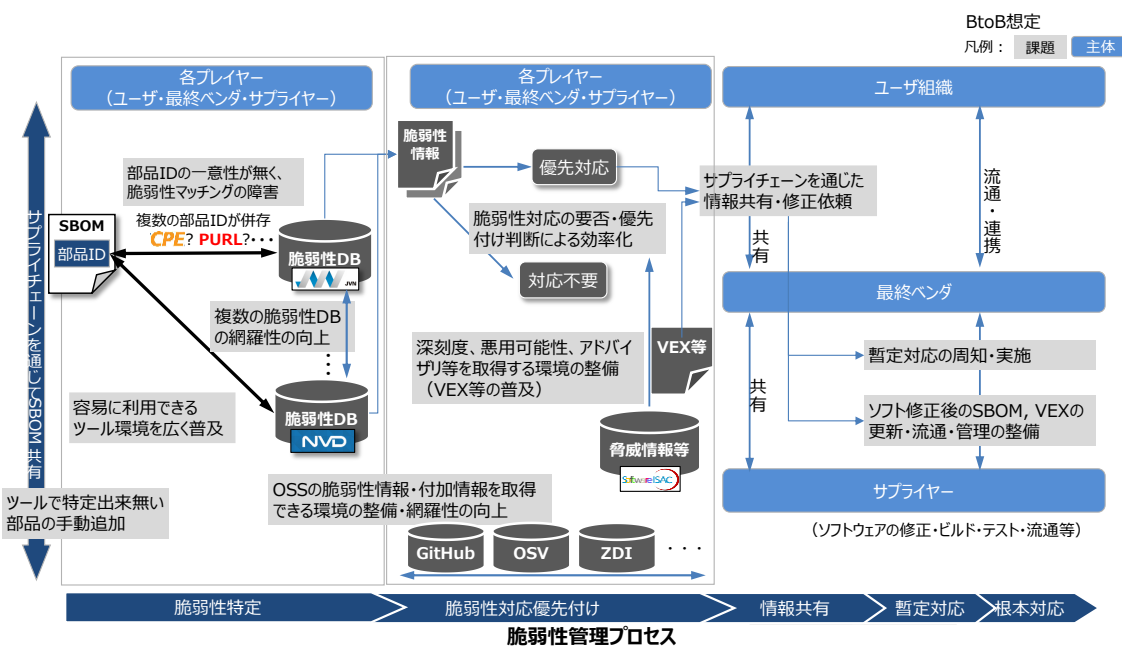 BtoB想定
凡例： 課題 主体
各プレイヤー
（ユーザ・最終ベンダ・サプライヤー）
各プレイヤー
（ユーザ・最終ベンダ・サプライヤー）
ユーザ組織
サプライチェーンを通じてSBOM共有
部品IDの一意性が無く、
脆弱性マッチングの障害
複数の部品IDが併存
CPE? PURL?・・・
SBOM
部品ID
脆弱性DB
JVN
複数の脆弱性DB
の網羅性の向上
・・・
脆弱性DB
NVD
容易に利用できる
ツール環境を広く普及
ツールで特定出来無い
部品の手動追加
脆弱性
情報
優先対応
脆弱性対応の要否・優先
付け判断による効率化
対応不要
深刻度、悪用可能性、アドバイ
ザリ等を取得する環境の整備
（VEX等の普及）
VEX等
脅威情報等
Software ISAC
OSSの脆弱性情報・付加情報を取得
できる環境の整備・網羅性の向上
GitHub
OSV
ZDI
・・・
サプライチェーンを通じた
情報共有・修正依頼
共有
流通・連携
最終ベンダ
共有
暫定対応の周知・実施
ソフト修正後のSBOM, VEXの
更新・流通・管理の整備
サプライヤー
（ソフトウェアの修正・ビルド・テスト・流通等）
脆弱性特定
脆弱性対応優先付け
情報共有
暫定対応
根本対応
脆弱性管理プロセス